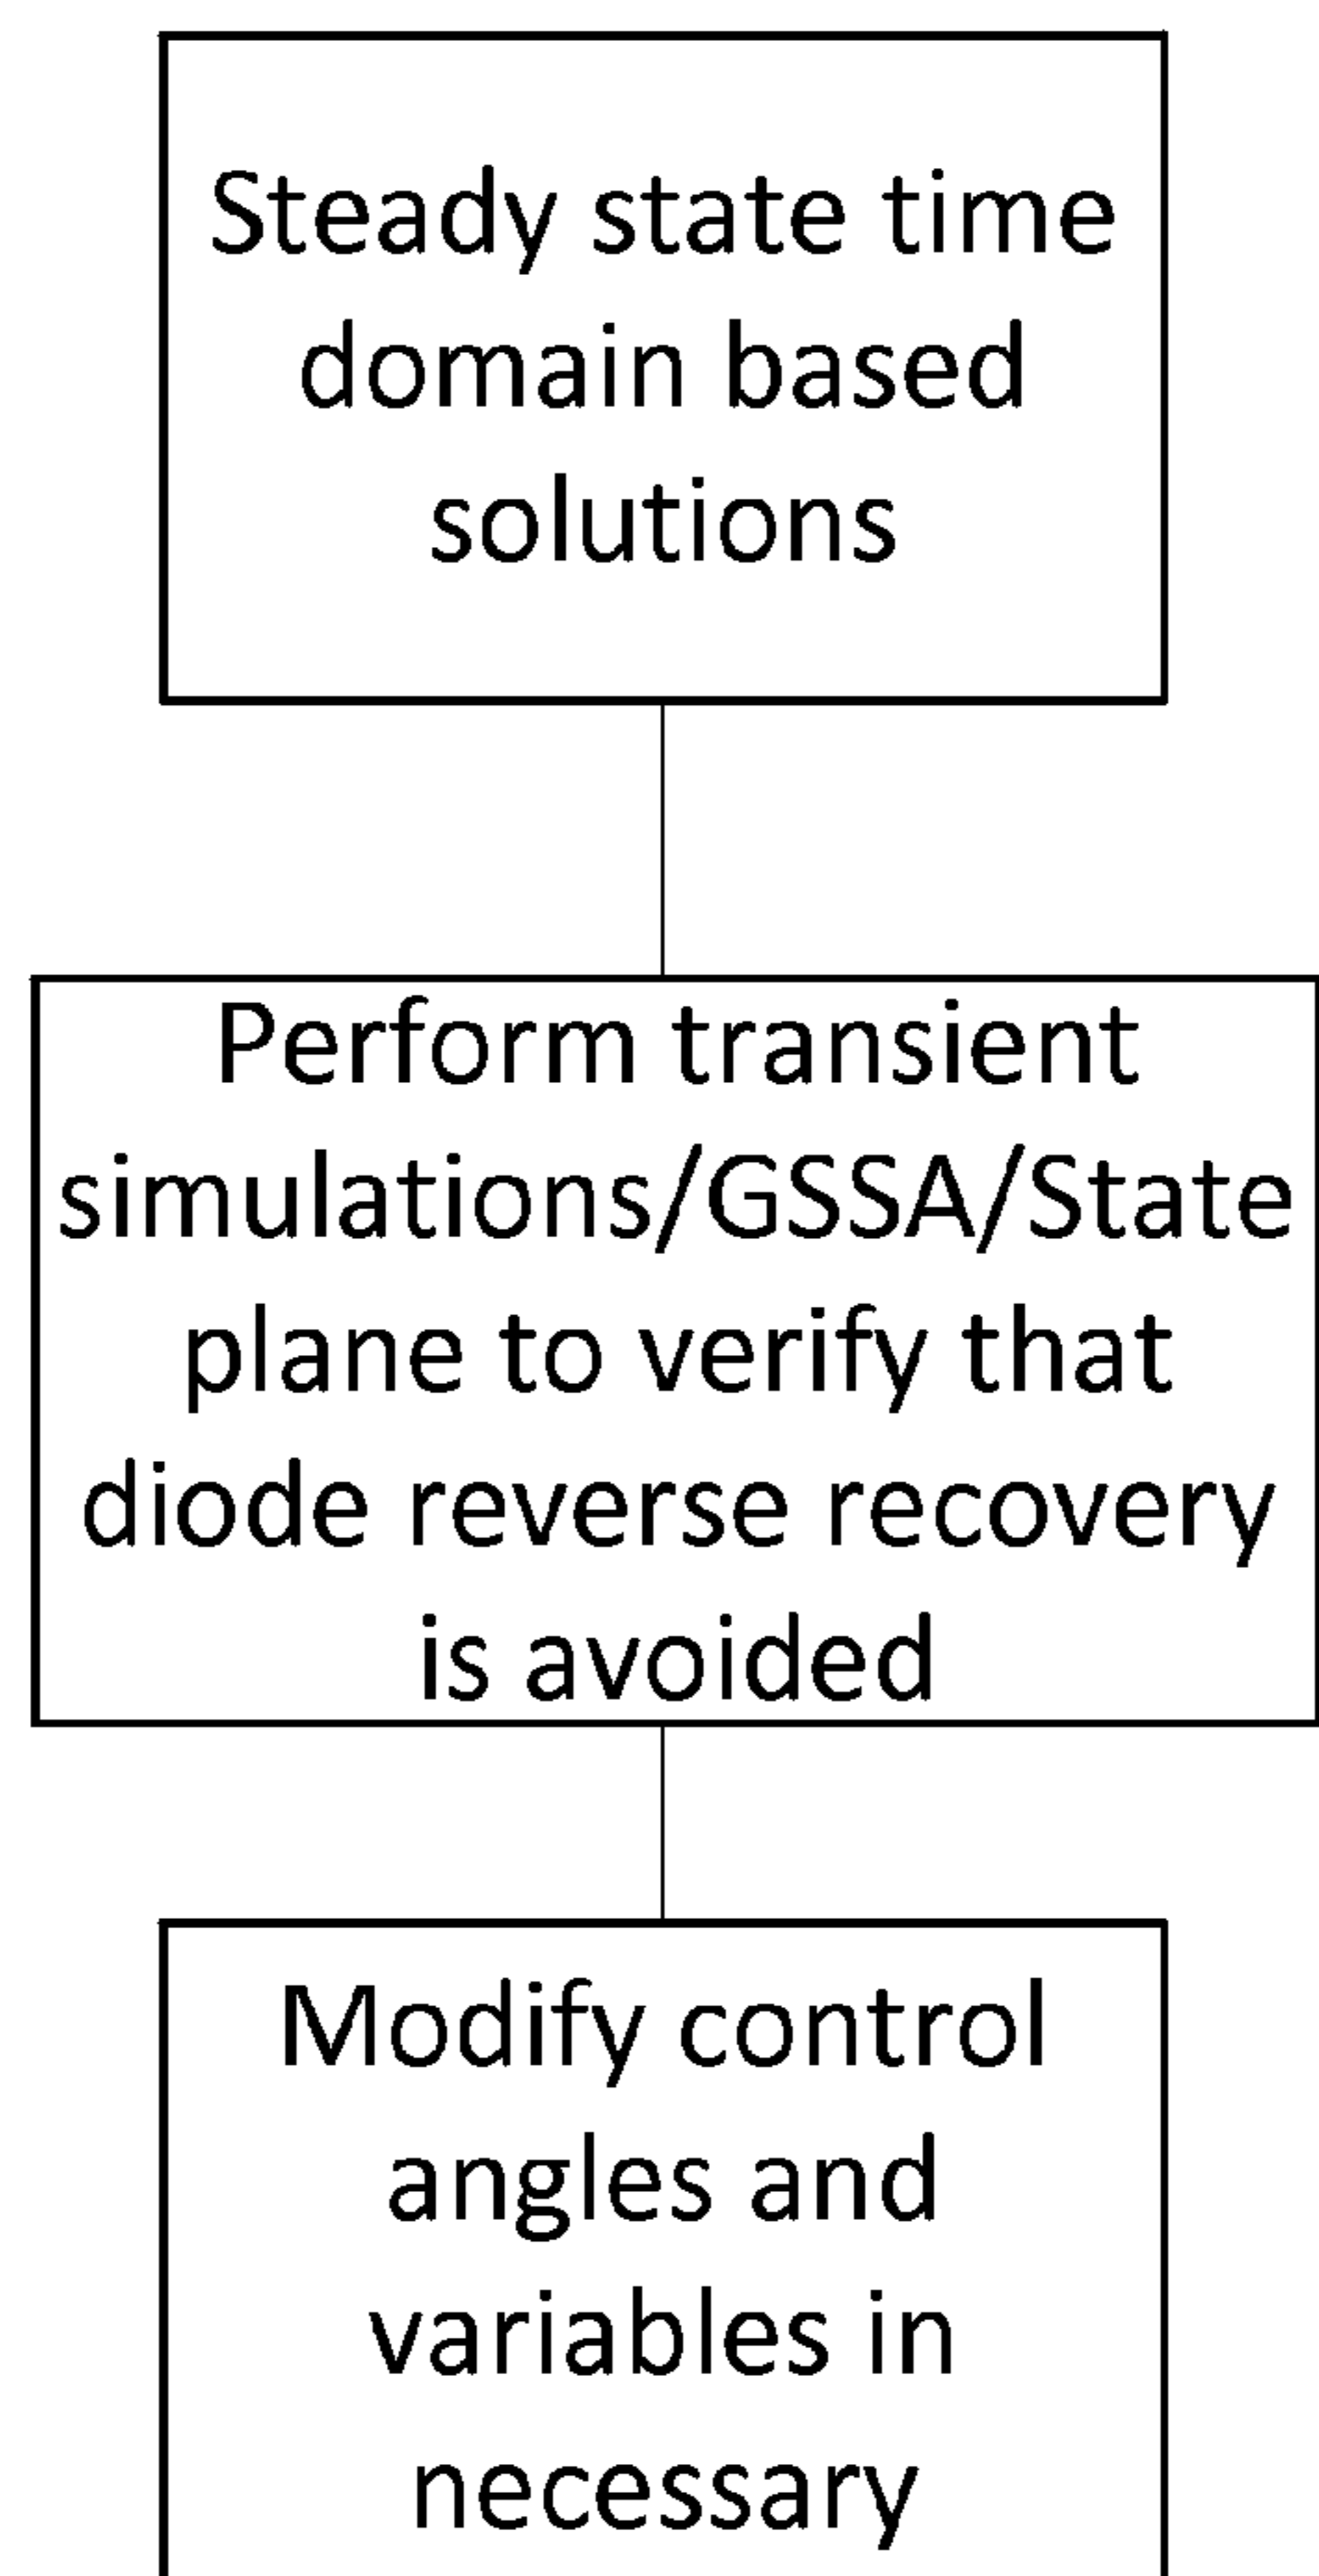 Steady state time
domain based
solutions
Perform transient
simulations/GSSA/State
plane to verify that
diode reverse recovery
is avoided
Modify control
angles and
variables in
necessary